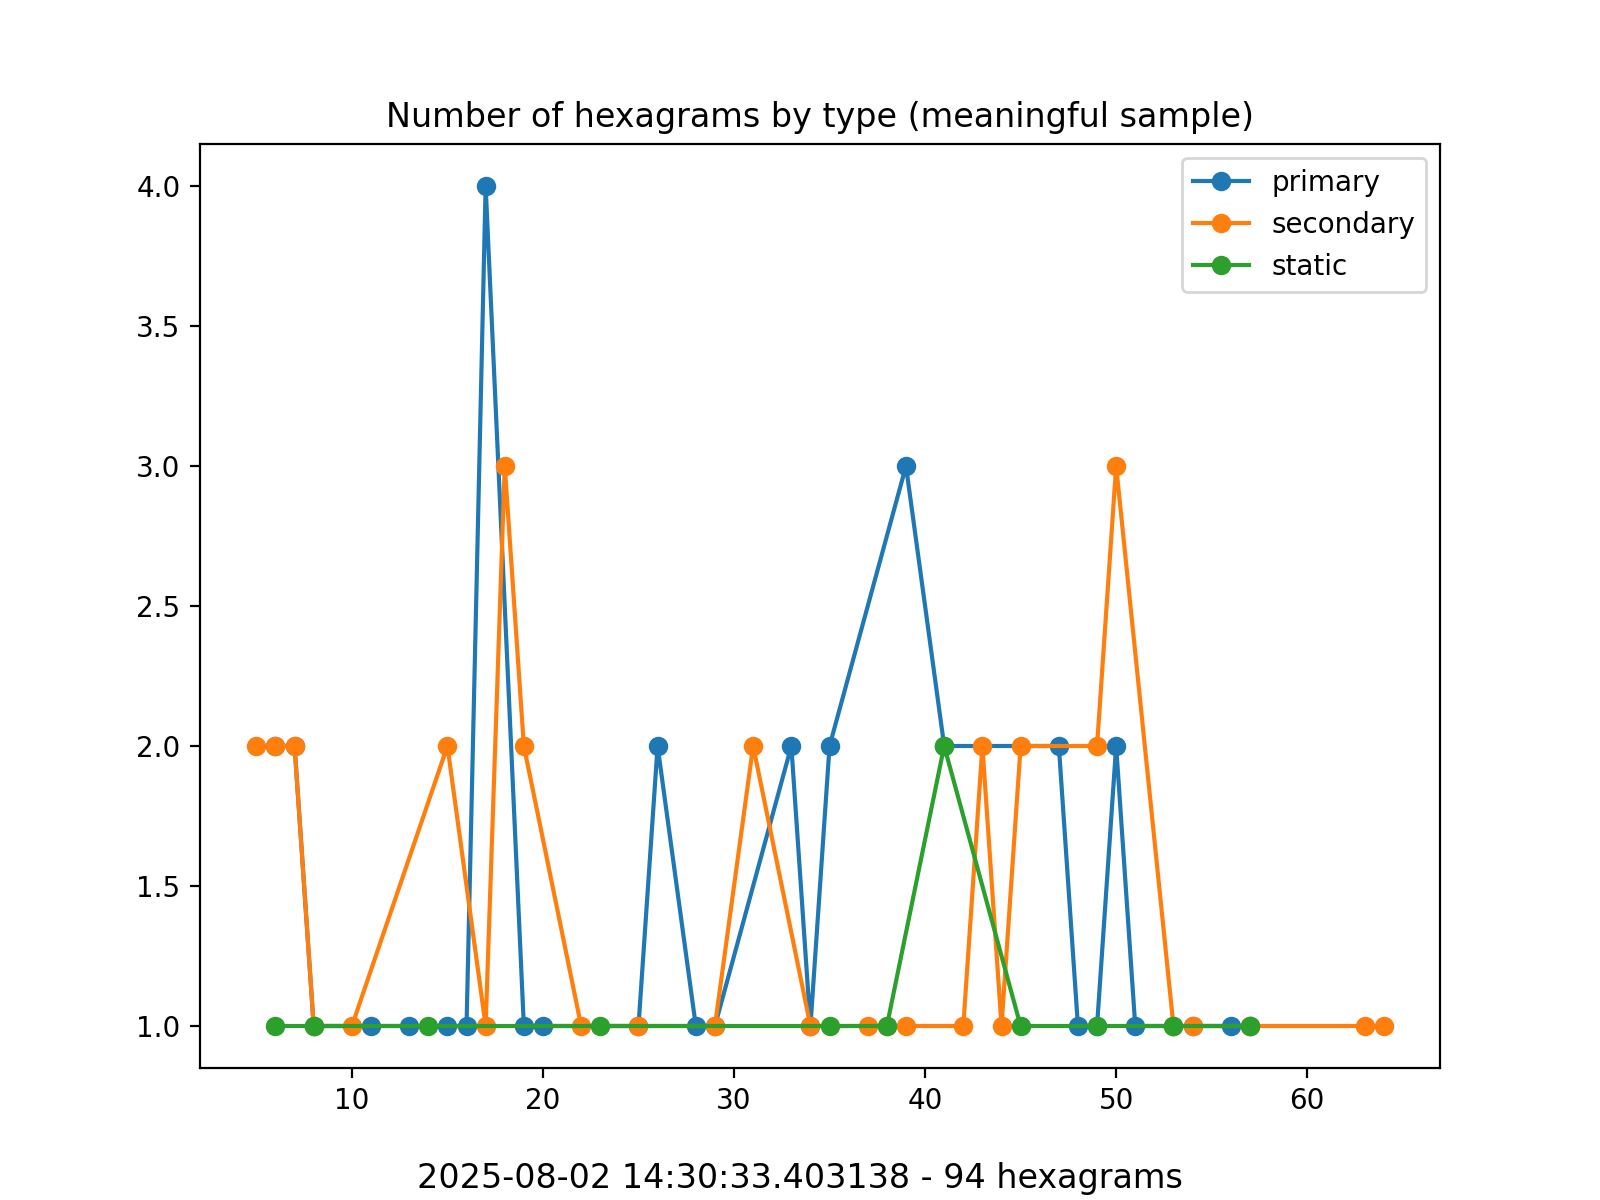 Number of hexagrams by type (meaningful sample)
4.0
3.5
3.0
2.5
2.0
1.5
1.0
primary
secondary
static
10 20 30 40 50 60
2025-08-02 14:30:33.403138 - 94 hexagrams